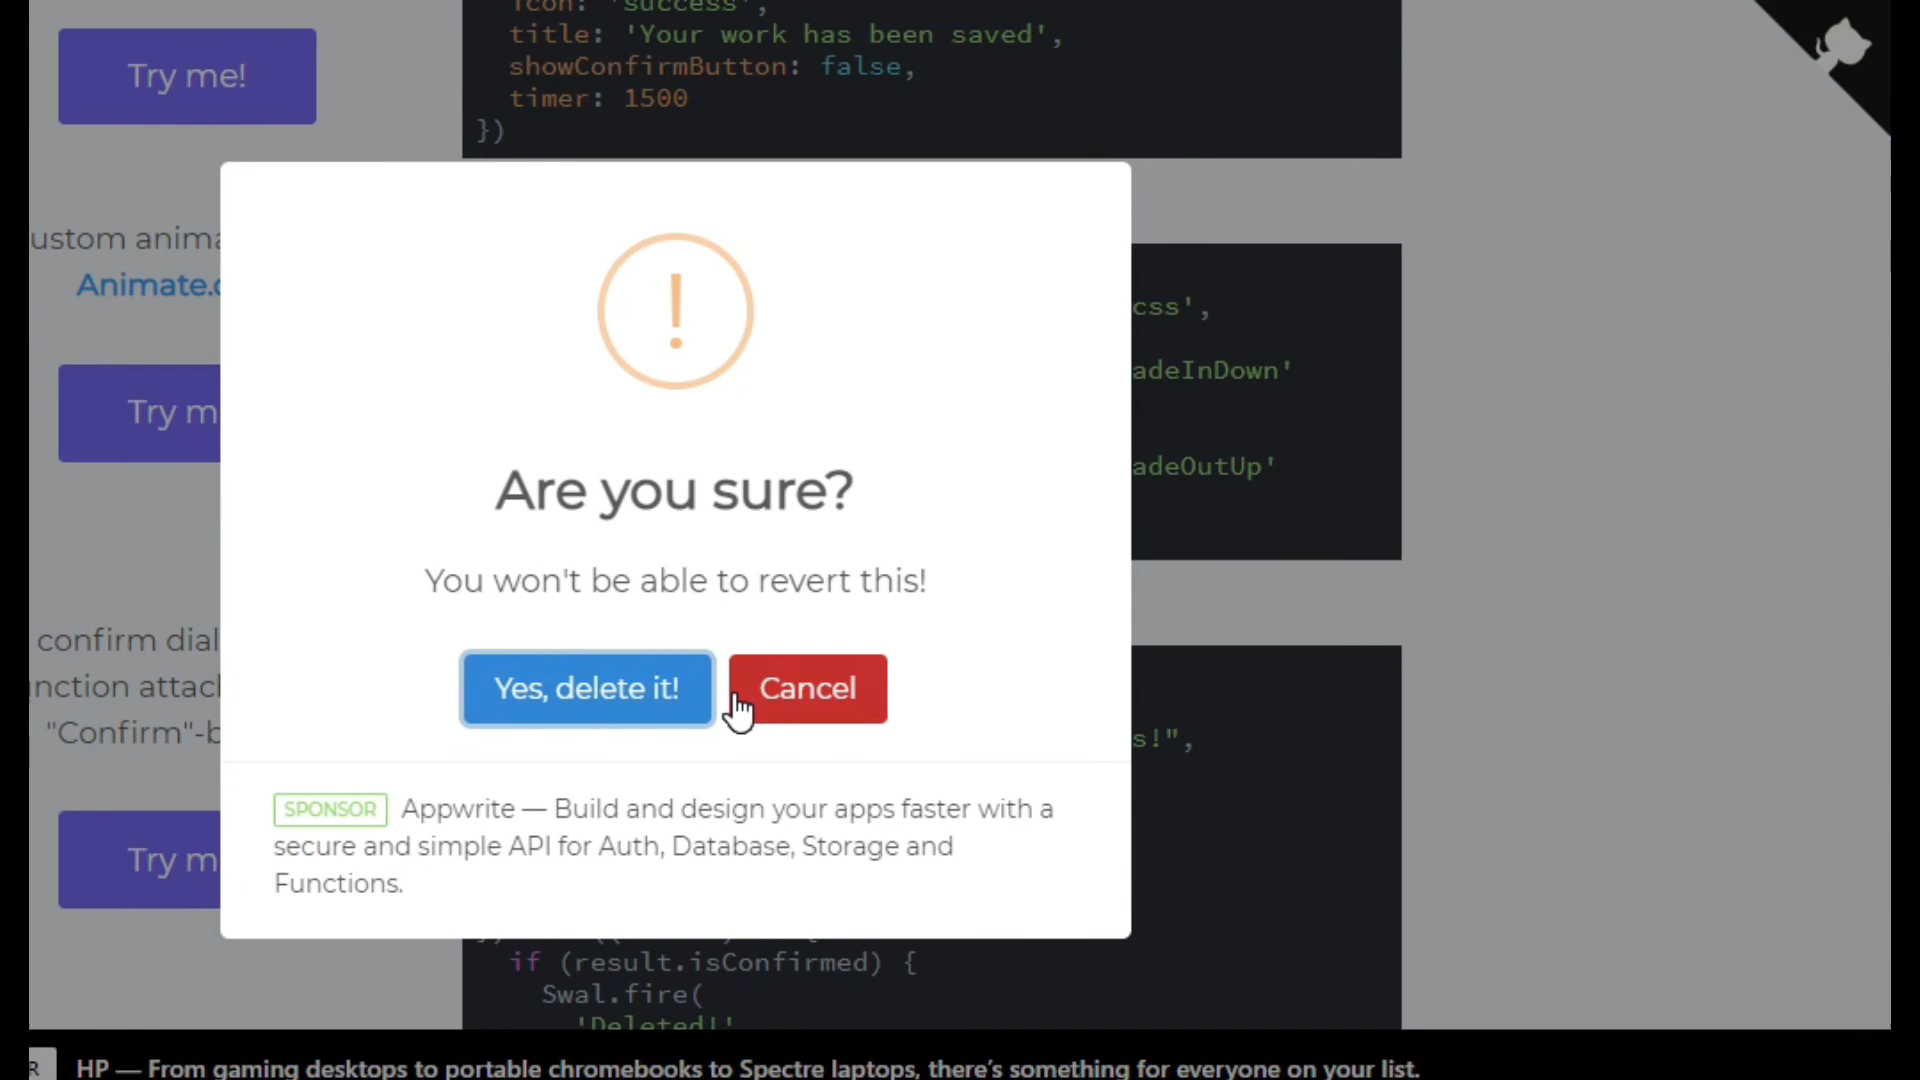 icon: 'success',
Try me!
title: 'Your work has been saved',
showConfirmButton: false,
timer: 1500
})
ustom anima
Animate.c
css',
adeInDown'
Try m
adeOutUp'
!
Are you sure?
You won't be able to revert this!
confirm dial
nction attach
"Confirm"-b
Yes, delete it!
Cancel
s!",
SPONSOR Appwrite — Build and design your apps faster with a
secure and simple API for Auth, Database, Storage and
Functions.
Try m
if (result.isConfirmed) {
Swal.fire(
'Deleted!'
R HP — From gaming desktops to portable chromebooks to Spectre laptops, there's something for everyone on your list.